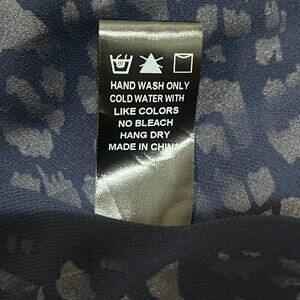 HAND WASH ONLY
COLD WATER WITH
LIKE COLORS
NO BLEACH
HANG DRY
MADE IN CHINA